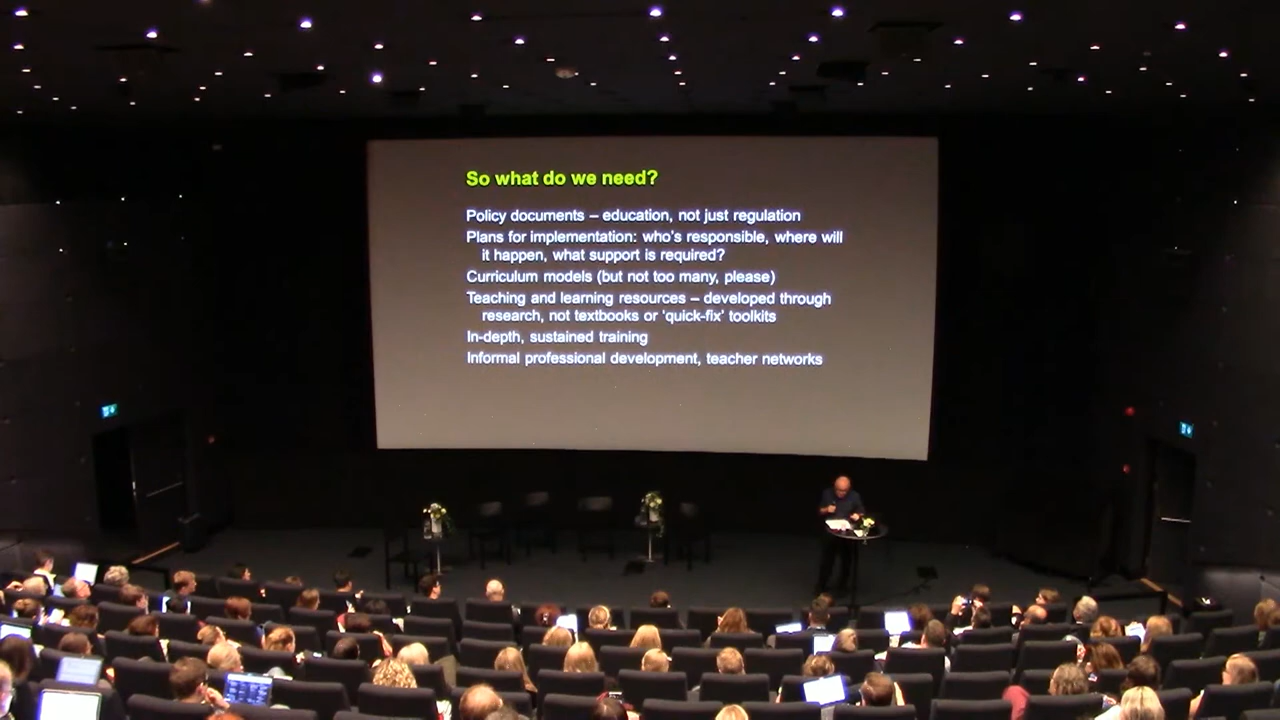 So what do we need?
Policy documents – education, not just regulation
Plans for implementation: who's responsible, where will
it happen, what support is required?
Curriculum models (but not too many, please)
Teaching and learning resources – developed through
research, not textbooks or 'quick-fix' toolkits
In-depth, sustained training
Informal professional development, teacher networks